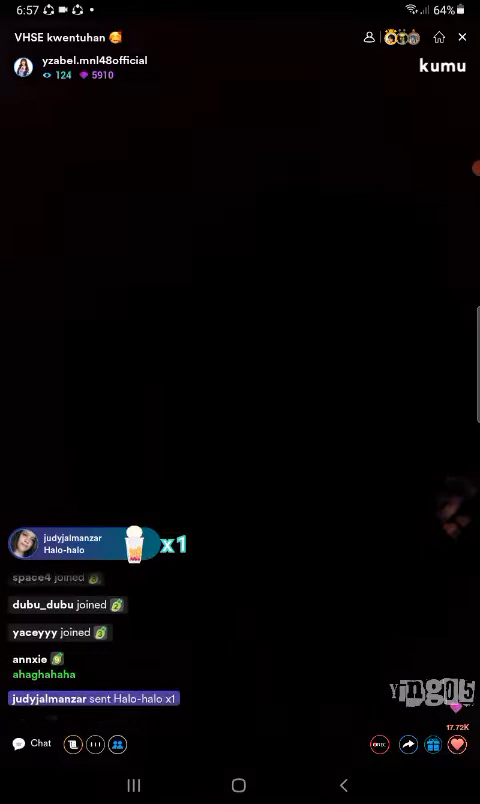 6:57
64%
VHSE kwentuhan 🥰
yzabel.mnl48official
124 5910
kumu
judyjalmanzar
Halo-halo
x1
space4 joined
dubu_dubu joined
yaceyyy joined
annxie
ahaghahaha
judyjalmanzar sent Halo-halo x1
Yingo15
17.72K
Chat